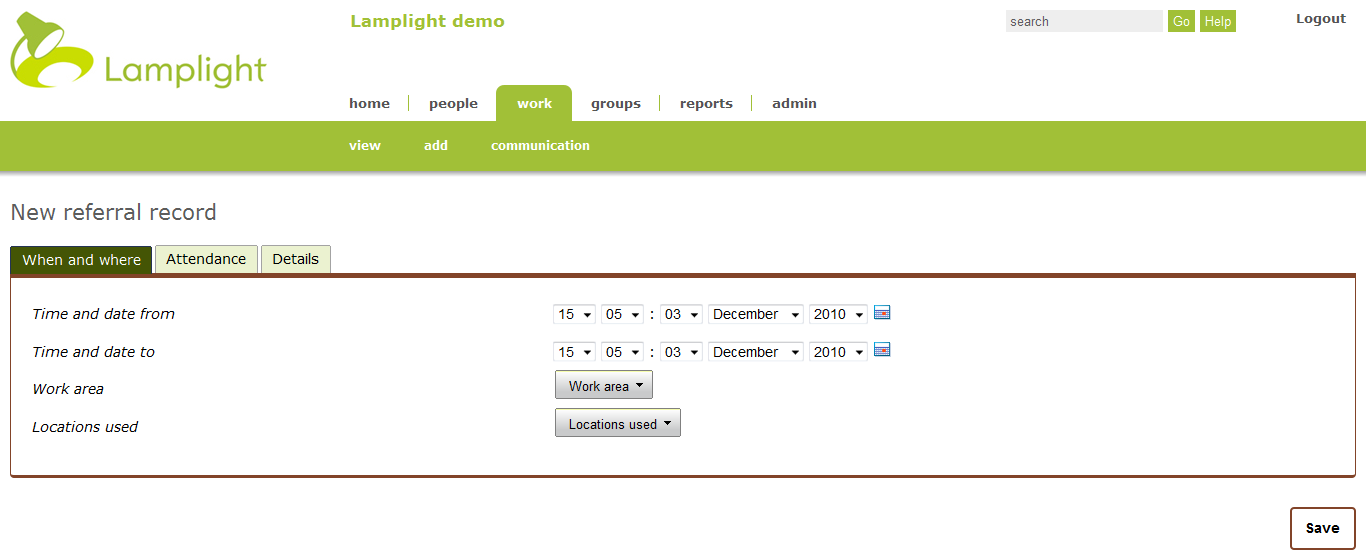 Lamplight
Lamplight demo
search Go Help Logout
home people work groups reports admin
view add communication
New referral record
When and where Attendance Details
Time and date from 15 05 : 03 December 2010
Time and date to 15 05 : 03 December 2010
Work area Work area
Locations used Locations used
Save